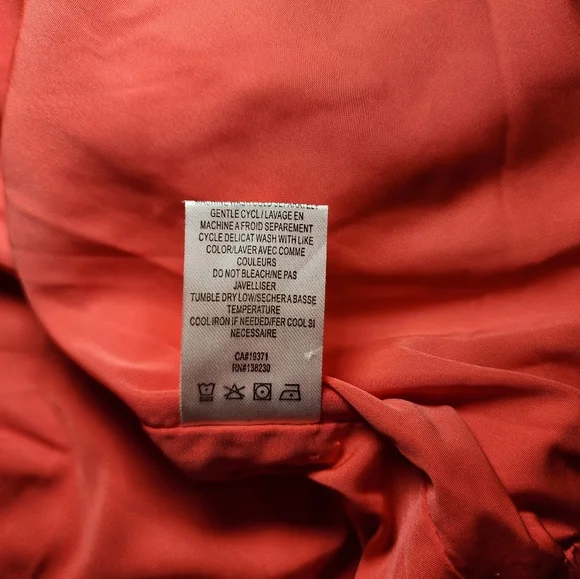 GENTLE CYCL/LAVAGE EN
MACHINE A FROID SEPAREMENT
CYCLE DELICAT WASH WITH LIKE
COLOR/LAVER AVEC COMME
COULEURS
DO NOT BLEACH/NE PAS
JAVELLISER
TUMBLE DRY LOW/SECHER A BASSE
TEMPERATURE
COOL IRON IF NEEDED/FER COOL SI
NECESSAIRE
CA#19371
RN#138230